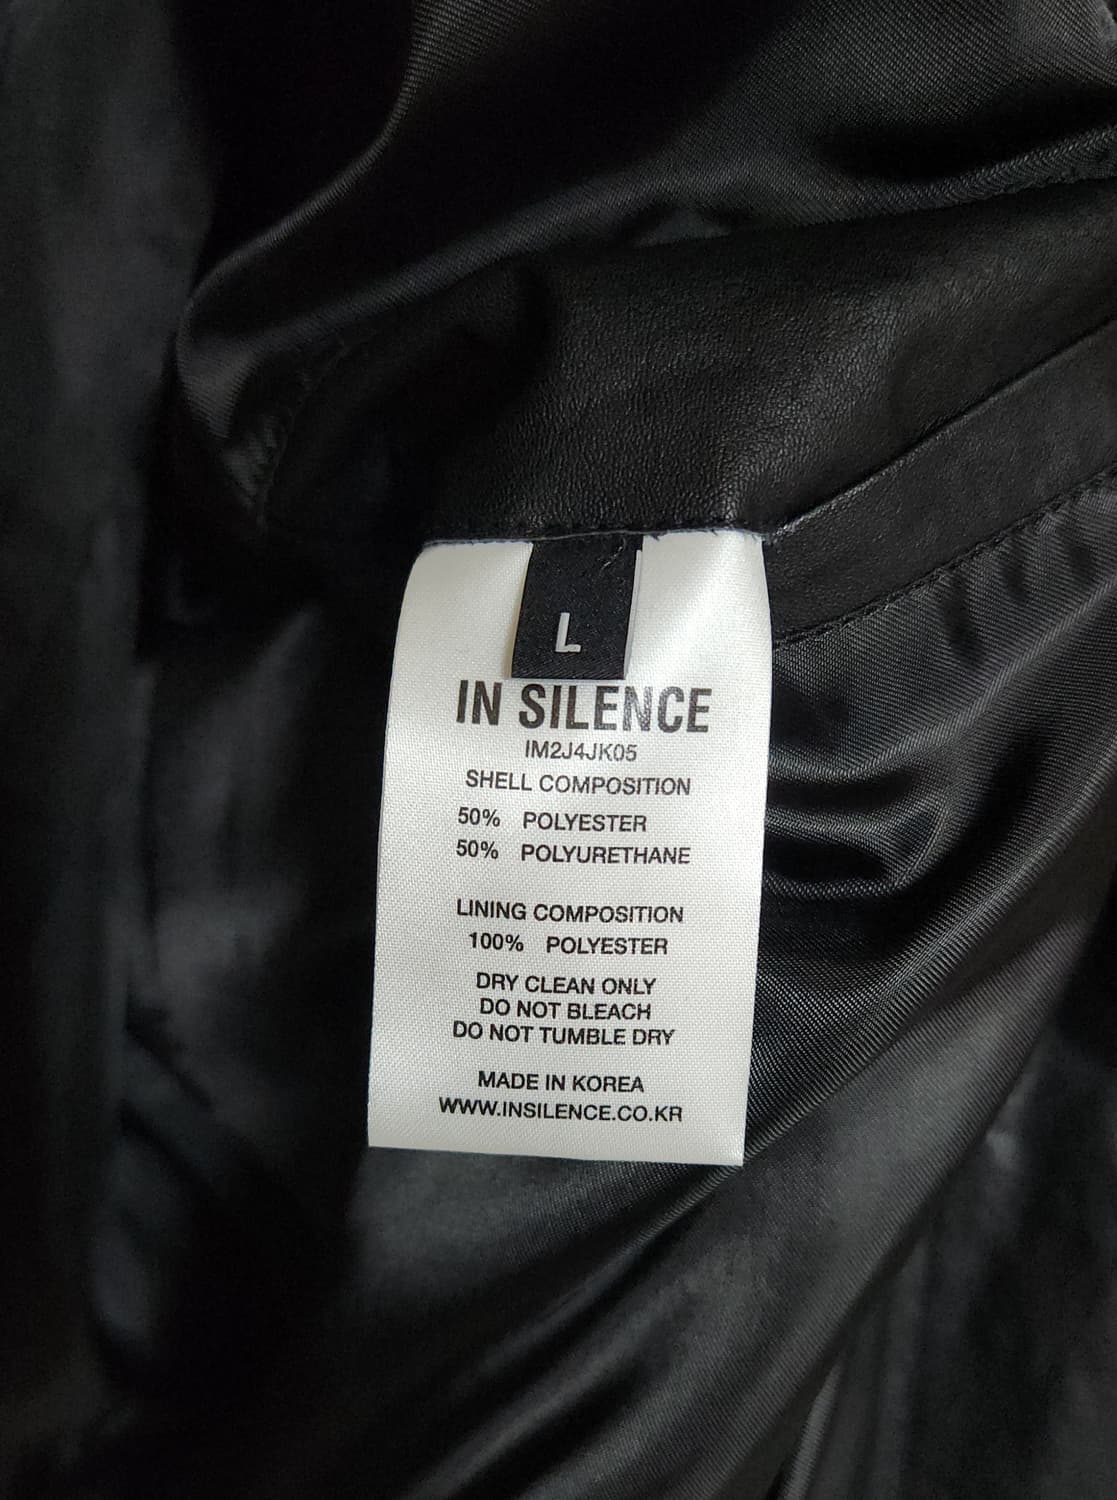 L
IN SILENCE
IM2J4JK05
SHELL COMPOSITION
50% POLYESTER
50% POLYURETHANE
LINING COMPOSITION
100% POLYESTER
DRY CLEAN ONLY
DO NOT BLEACH
DO NOT TUMBLE DRY
MADE IN KOREA
WWW.INSILENCE.CO.KR